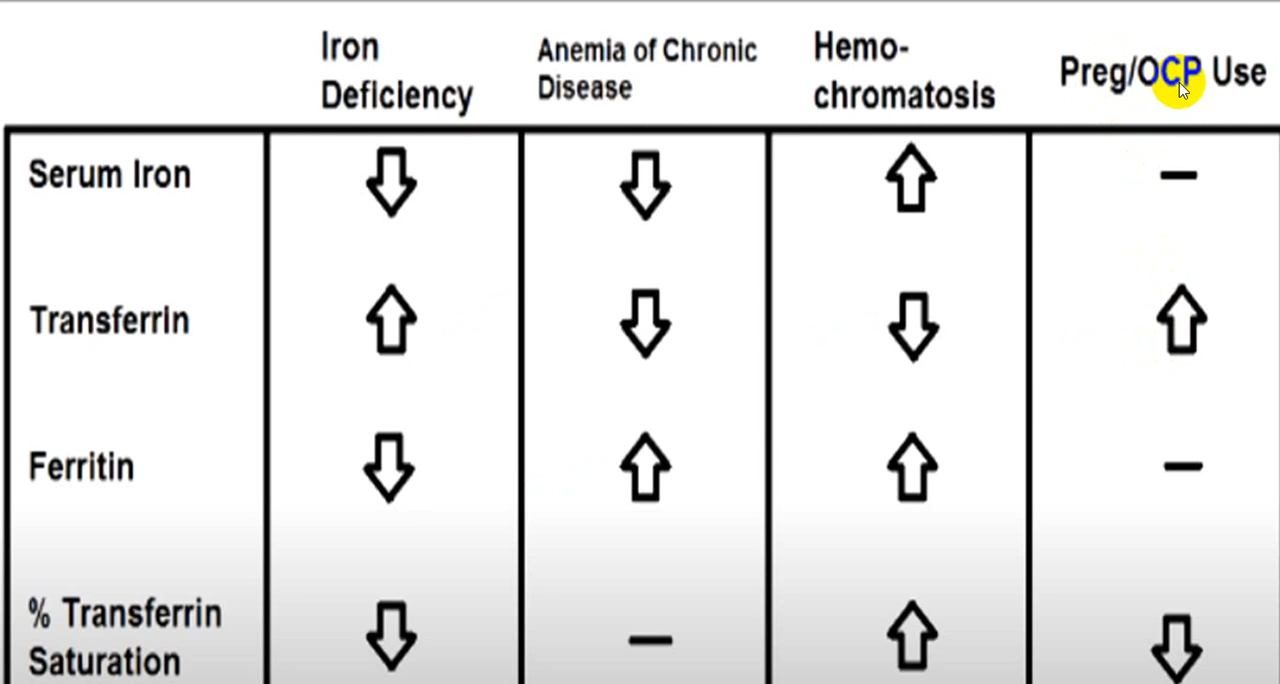 Iron
Deficiency
Anemia of Chronic
Disease
Hemo-
chromatosis
Preg/OCP Use
Serum Iron
Transferrin
Ferritin
% Transferrin
Saturation